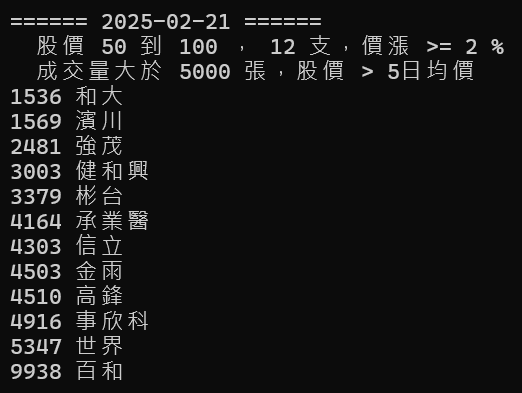 ====== 2025-02-21 ======
股價 50 到 100 , 12 支,價漲 >= 2 %
成交量大於 5000 張,股價 > 5日均價
1536 和大
1569 濱川
2481 強茂
3003 健和興
3379 彬台
4164 承業醫
4303 信立
4503 金雨
4510 高鋒
4916 事欣科
5347 世界
9938 百和